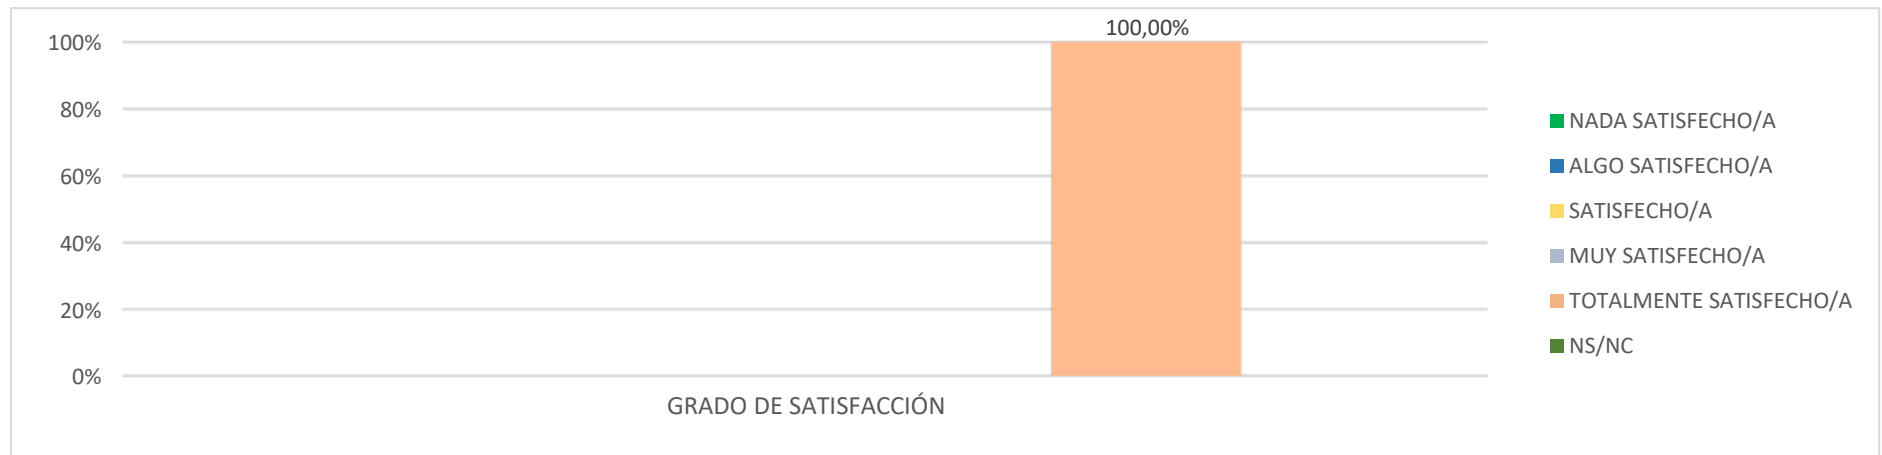 100,00%
100%
80%
60%
40%
20%
0%
GRADO DE SATISFACCIÓN
NADA SATISFECHO/A
ALGO SATISFECHO/A
SATISFECHO/A
MUY SATISFECHO/A
TOTALMENTE SATISFECHO/A
NS/NC